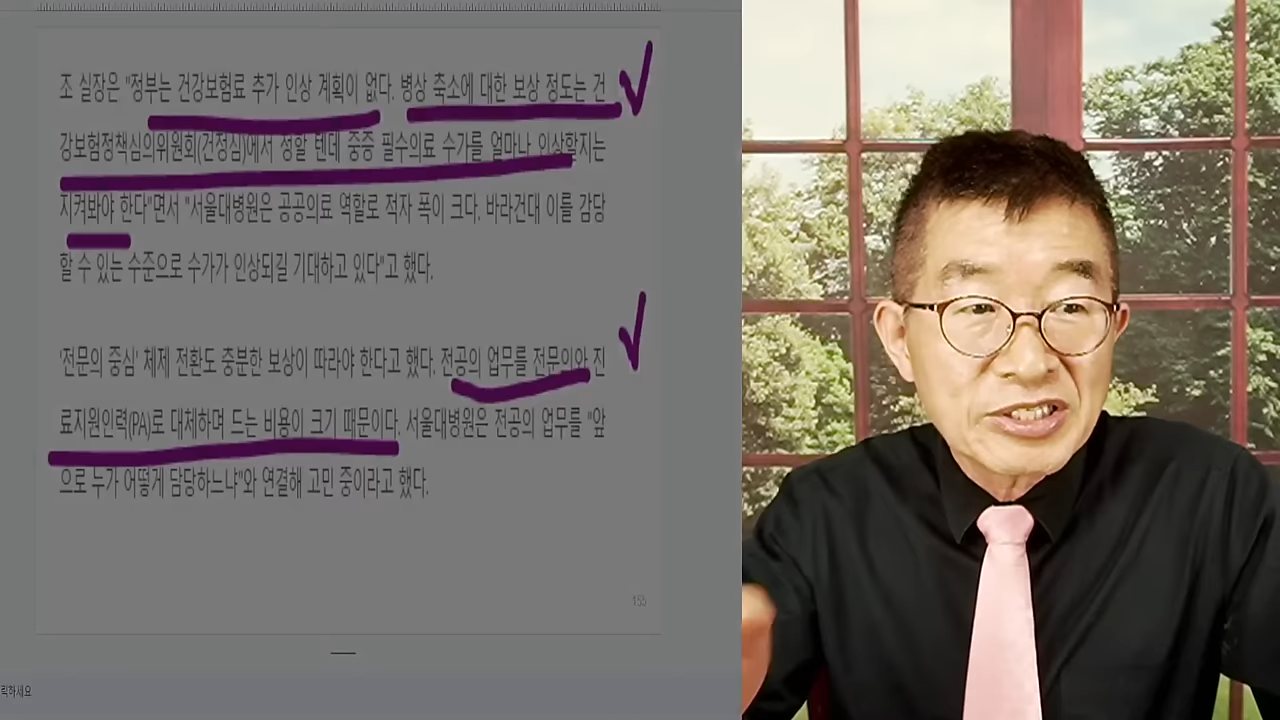 조 실장은 "정부는 건강보험료 추가 인상 계획이 없다. 병상 축소에 대한 보상 정도는 건
강보험정책심의위원회(건정심)에서 정할 텐데 중증 필수의료 수가를 얼마나 인상할지는
지켜봐야 한다"면서 "서울대병원은 공공의료 역할로 적자 폭이 크다. 바라건대 이를 감당
할 수 있는 수준으로 수가가 인상되길 기대하고 있다"고 했다.
'전문의 중심' 체제 전환도 충분한 보상이 따라야 한다고 했다. 전공의 업무를 전문의와 진
료지원인력(PA)로 대체하며 드는 비용이 크기 때문이다. 서울대병원은 전공의 업무를 "앞
으로 누가 어떻게 담당하느냐"와 연결해 고민 중이라고 했다.
155
릭하세요